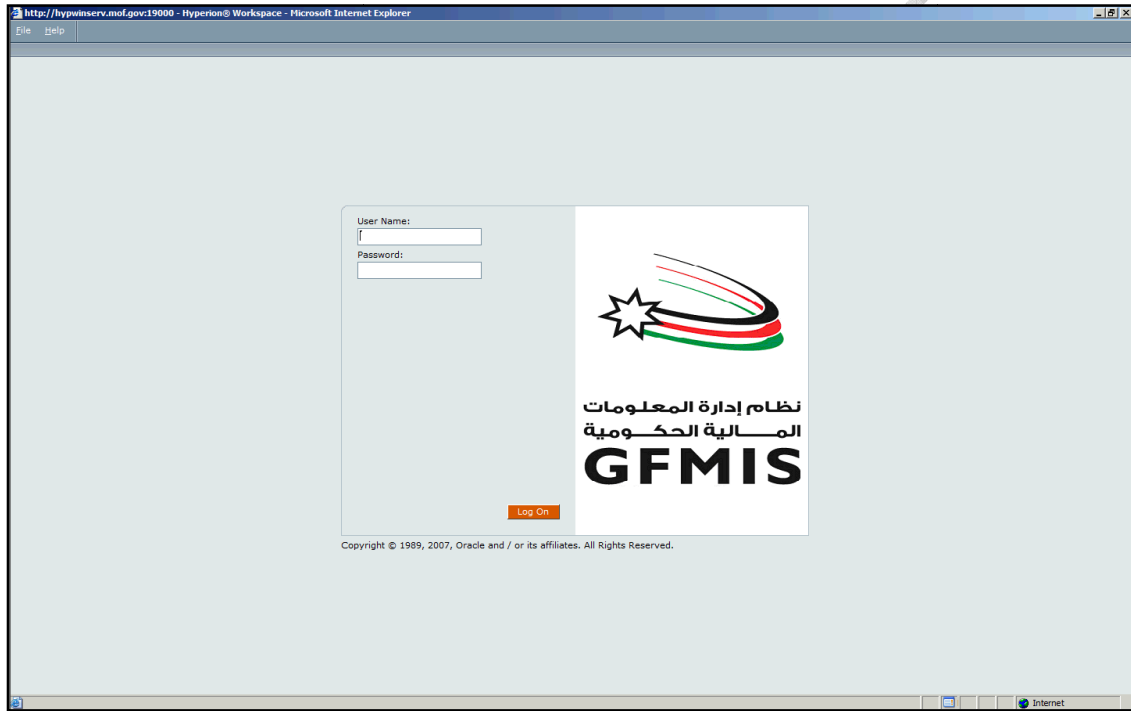 http://hypwinserv.mof.gov:19000 - Hyperion® Workspace - Microsoft Internet Explorer
File Help
User Name:
Password:
نظام إدارة المعلومات
المالية الحكومية
GFMIS
Log On
Copyright © 1989, 2007, Oracle and / or its affiliates. All Rights Reserved.
Internet